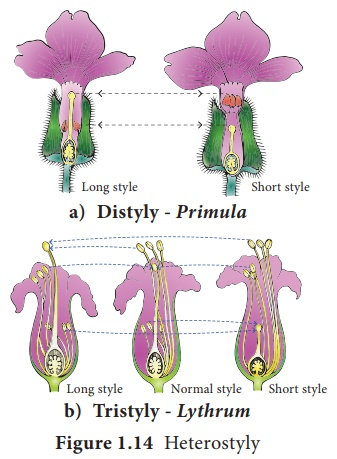 Long style
Short style
a) Distyly - Primula
Long style
Normal style
Short style
b) Tristyly - Lythrum
Figure 1.14 Heterostyly